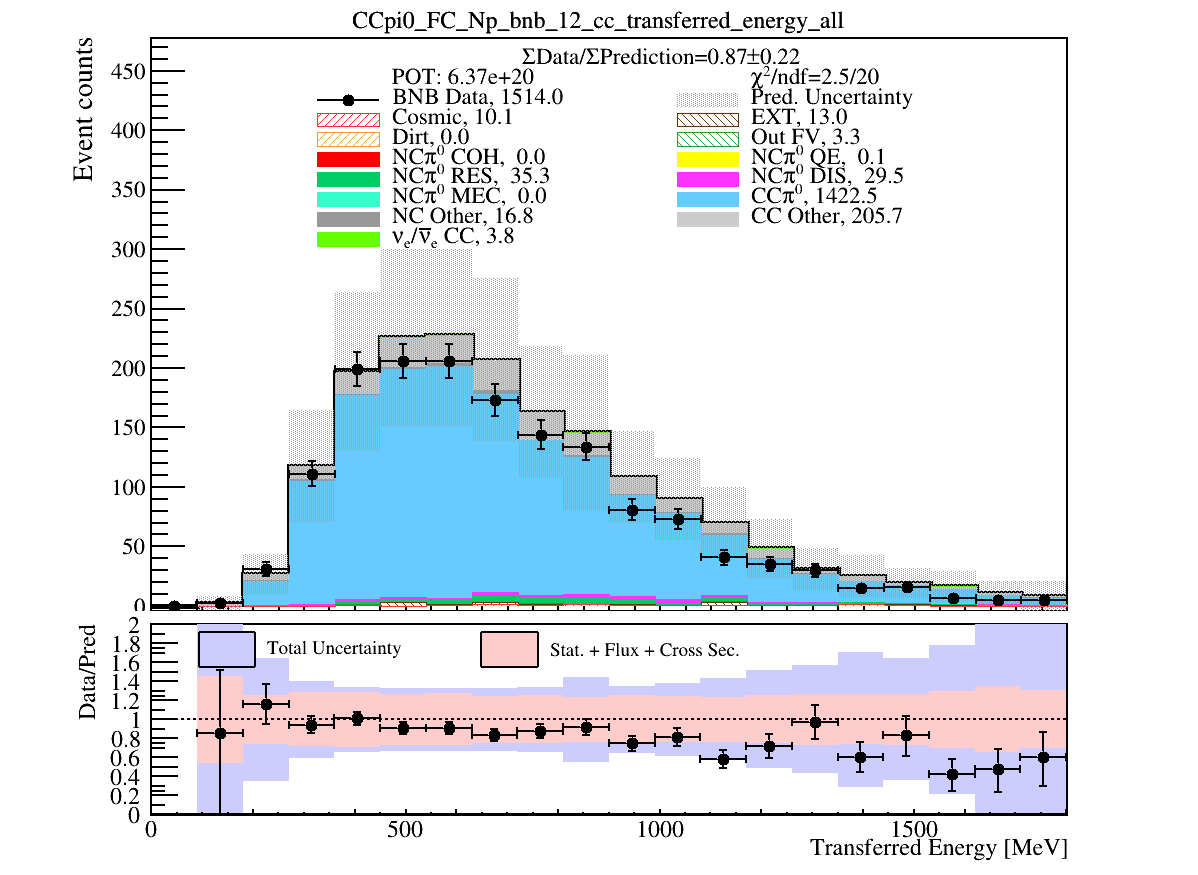 CCpi0_FC_Np_bnb_12_cc_transferred_energy_all
ΣData/ΣPrediction=0.87±0.22
POT: 6.37e+20
χ²/ndf=2.5/20
BNB Data, 1514.0
Pred. Uncertainty
Cosmic, 10.1
EXT, 13.0
Dirt, 0.0
Out FV, 3.3
NCπ⁰ COH, 0.0
NCπ⁰ QE, 0.1
NCπ⁰ RES, 35.3
NCπ⁰ DIS, 29.5
NCπ⁰ MEC, 0.0
CCπ⁰, 1422.5
NC Other, 16.8
CC Other, 205.7
νₑ/ν̅ₑ CC, 3.8
Event counts
450
400
350
300
250
200
150
100
50
0
Data/Pred
2
1.8
1.6
1.4
1.2
1
0.8
0.6
0.4
0.2
0
Total Uncertainty
Stat. + Flux + Cross Sec.
0 500 1000 1500
Transferred Energy [MeV]